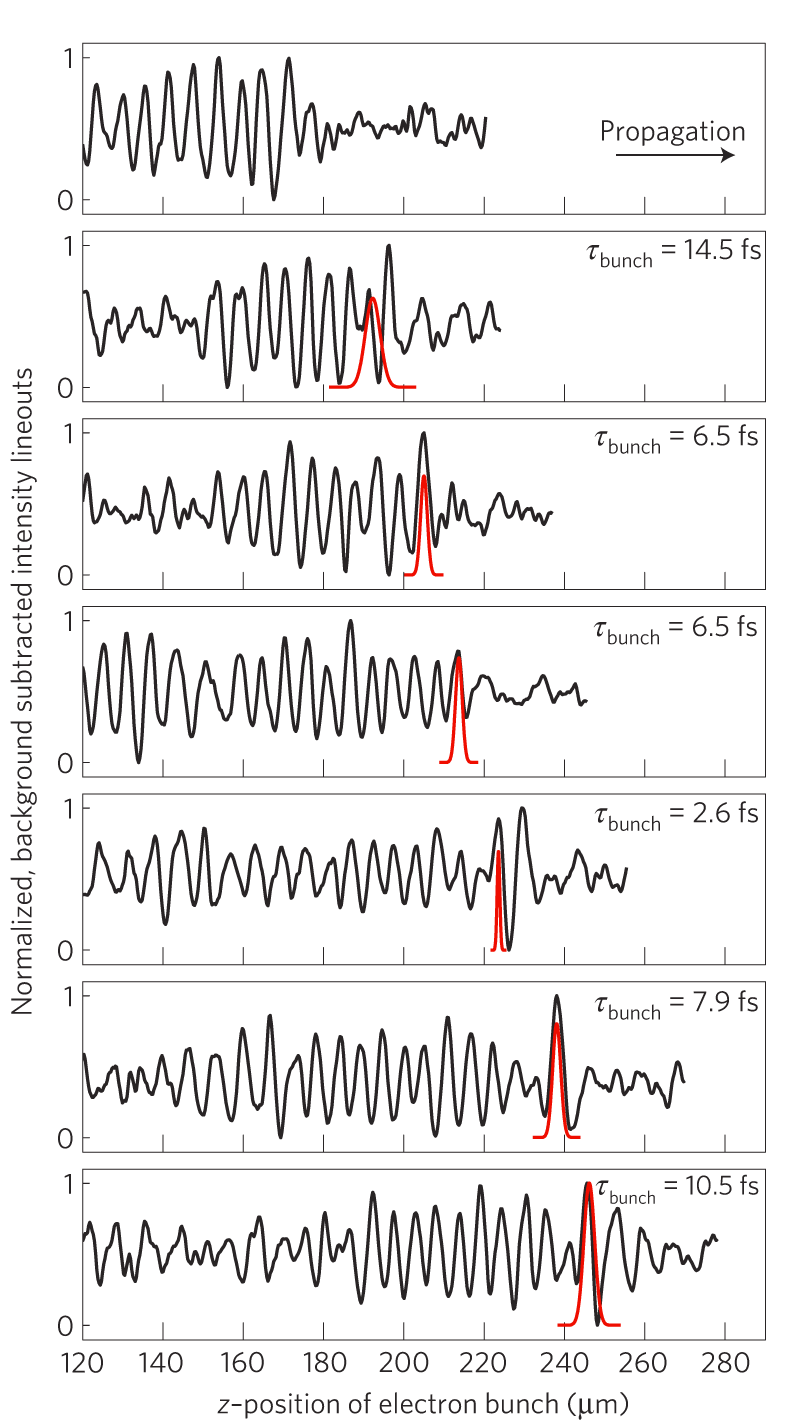 Normalized, background subtracted intensity lineouts
1
0
Propagation
1
0
τbunch = 14.5 fs
1
0
τbunch = 6.5 fs
1
0
τbunch = 6.5 fs
1
0
τbunch = 2.6 fs
1
0
τbunch = 7.9 fs
1
0
τbunch = 10.5 fs
120 140 160 180 200 220 240 260 280
z–position of electron bunch (μm)